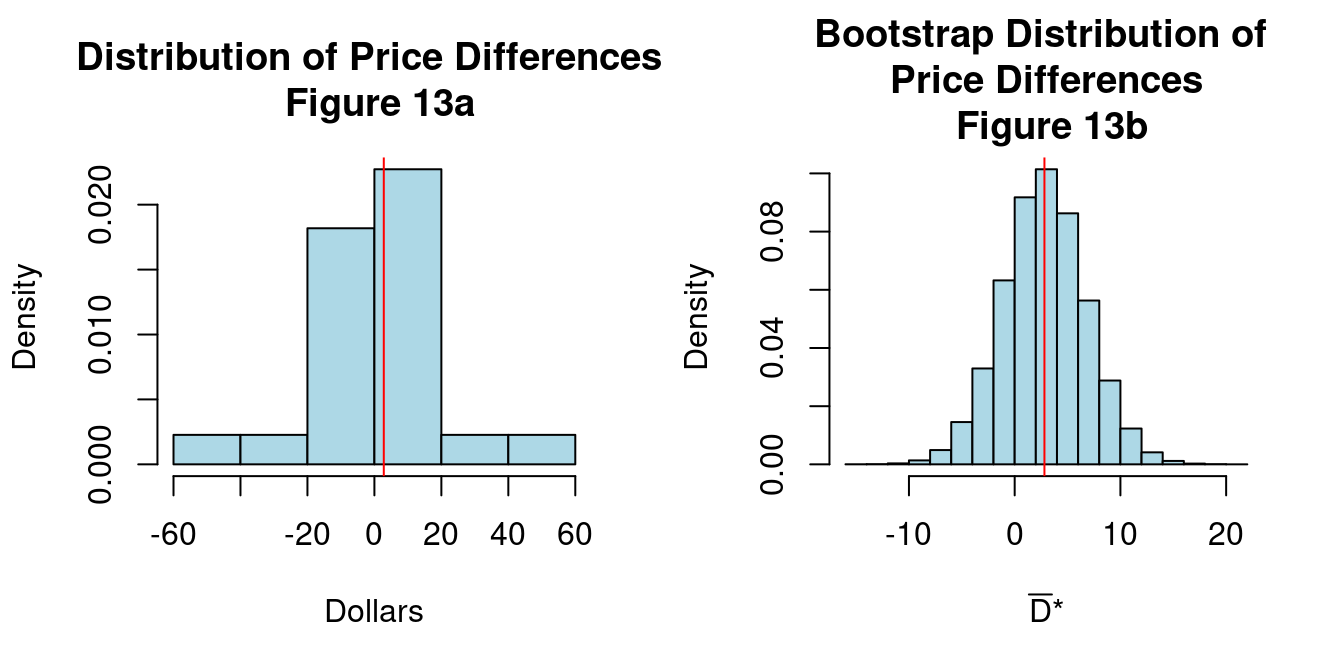 Distribution of Price Differences
Figure 13a
Density
0.020
0.010
0.000
-60
-20
0
20
40
60
Dollars
Bootstrap Distribution of
Price Differences
Figure 13b
Density
0.08
0.04
0.00
-10
0
10
20
D̅*